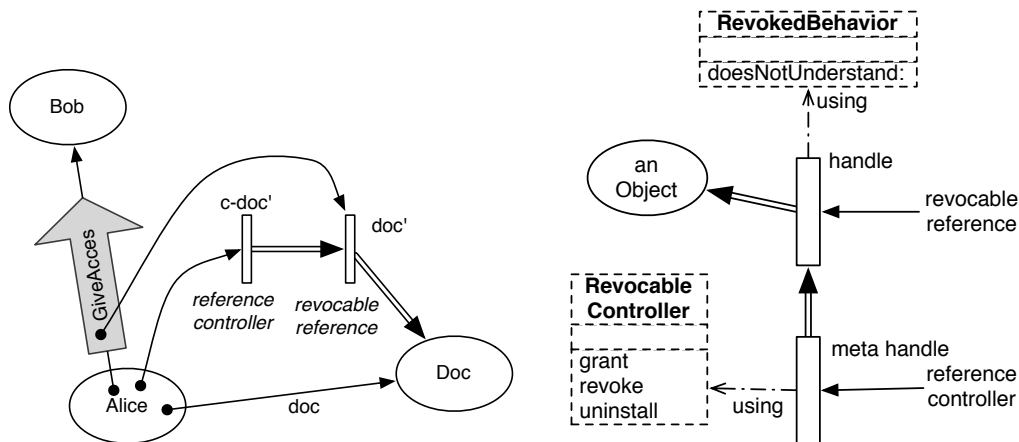 Bob
GiveAcces
c-doc'
doc'
reference
controller
revocable
reference
Alice
doc
Doc
RevokedBehavior
doesNotUnderstand:
using
an
Object
handle
revocable
reference
Revocable
Controller
grant
revoke
uninstall
using
meta handle
reference
controller